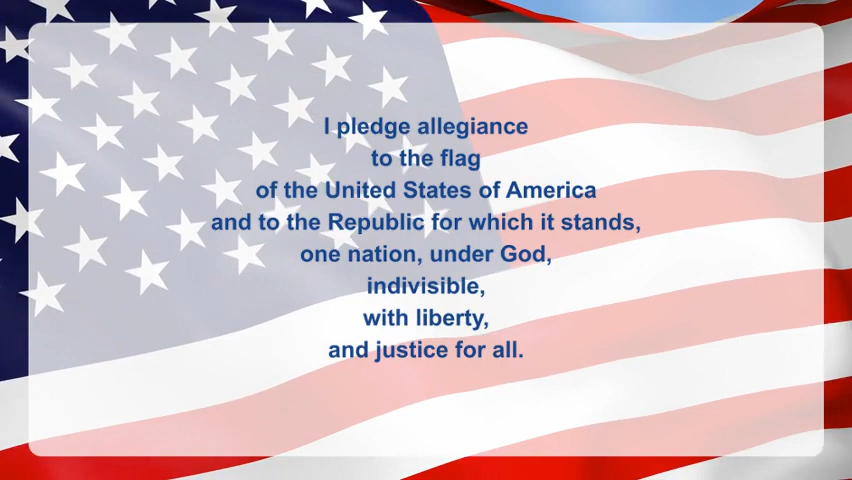 I pledge allegiance
to the flag
of the United States of America
and to the Republic for which it stands,
one nation, under God,
indivisible,
with liberty,
and justice for all.